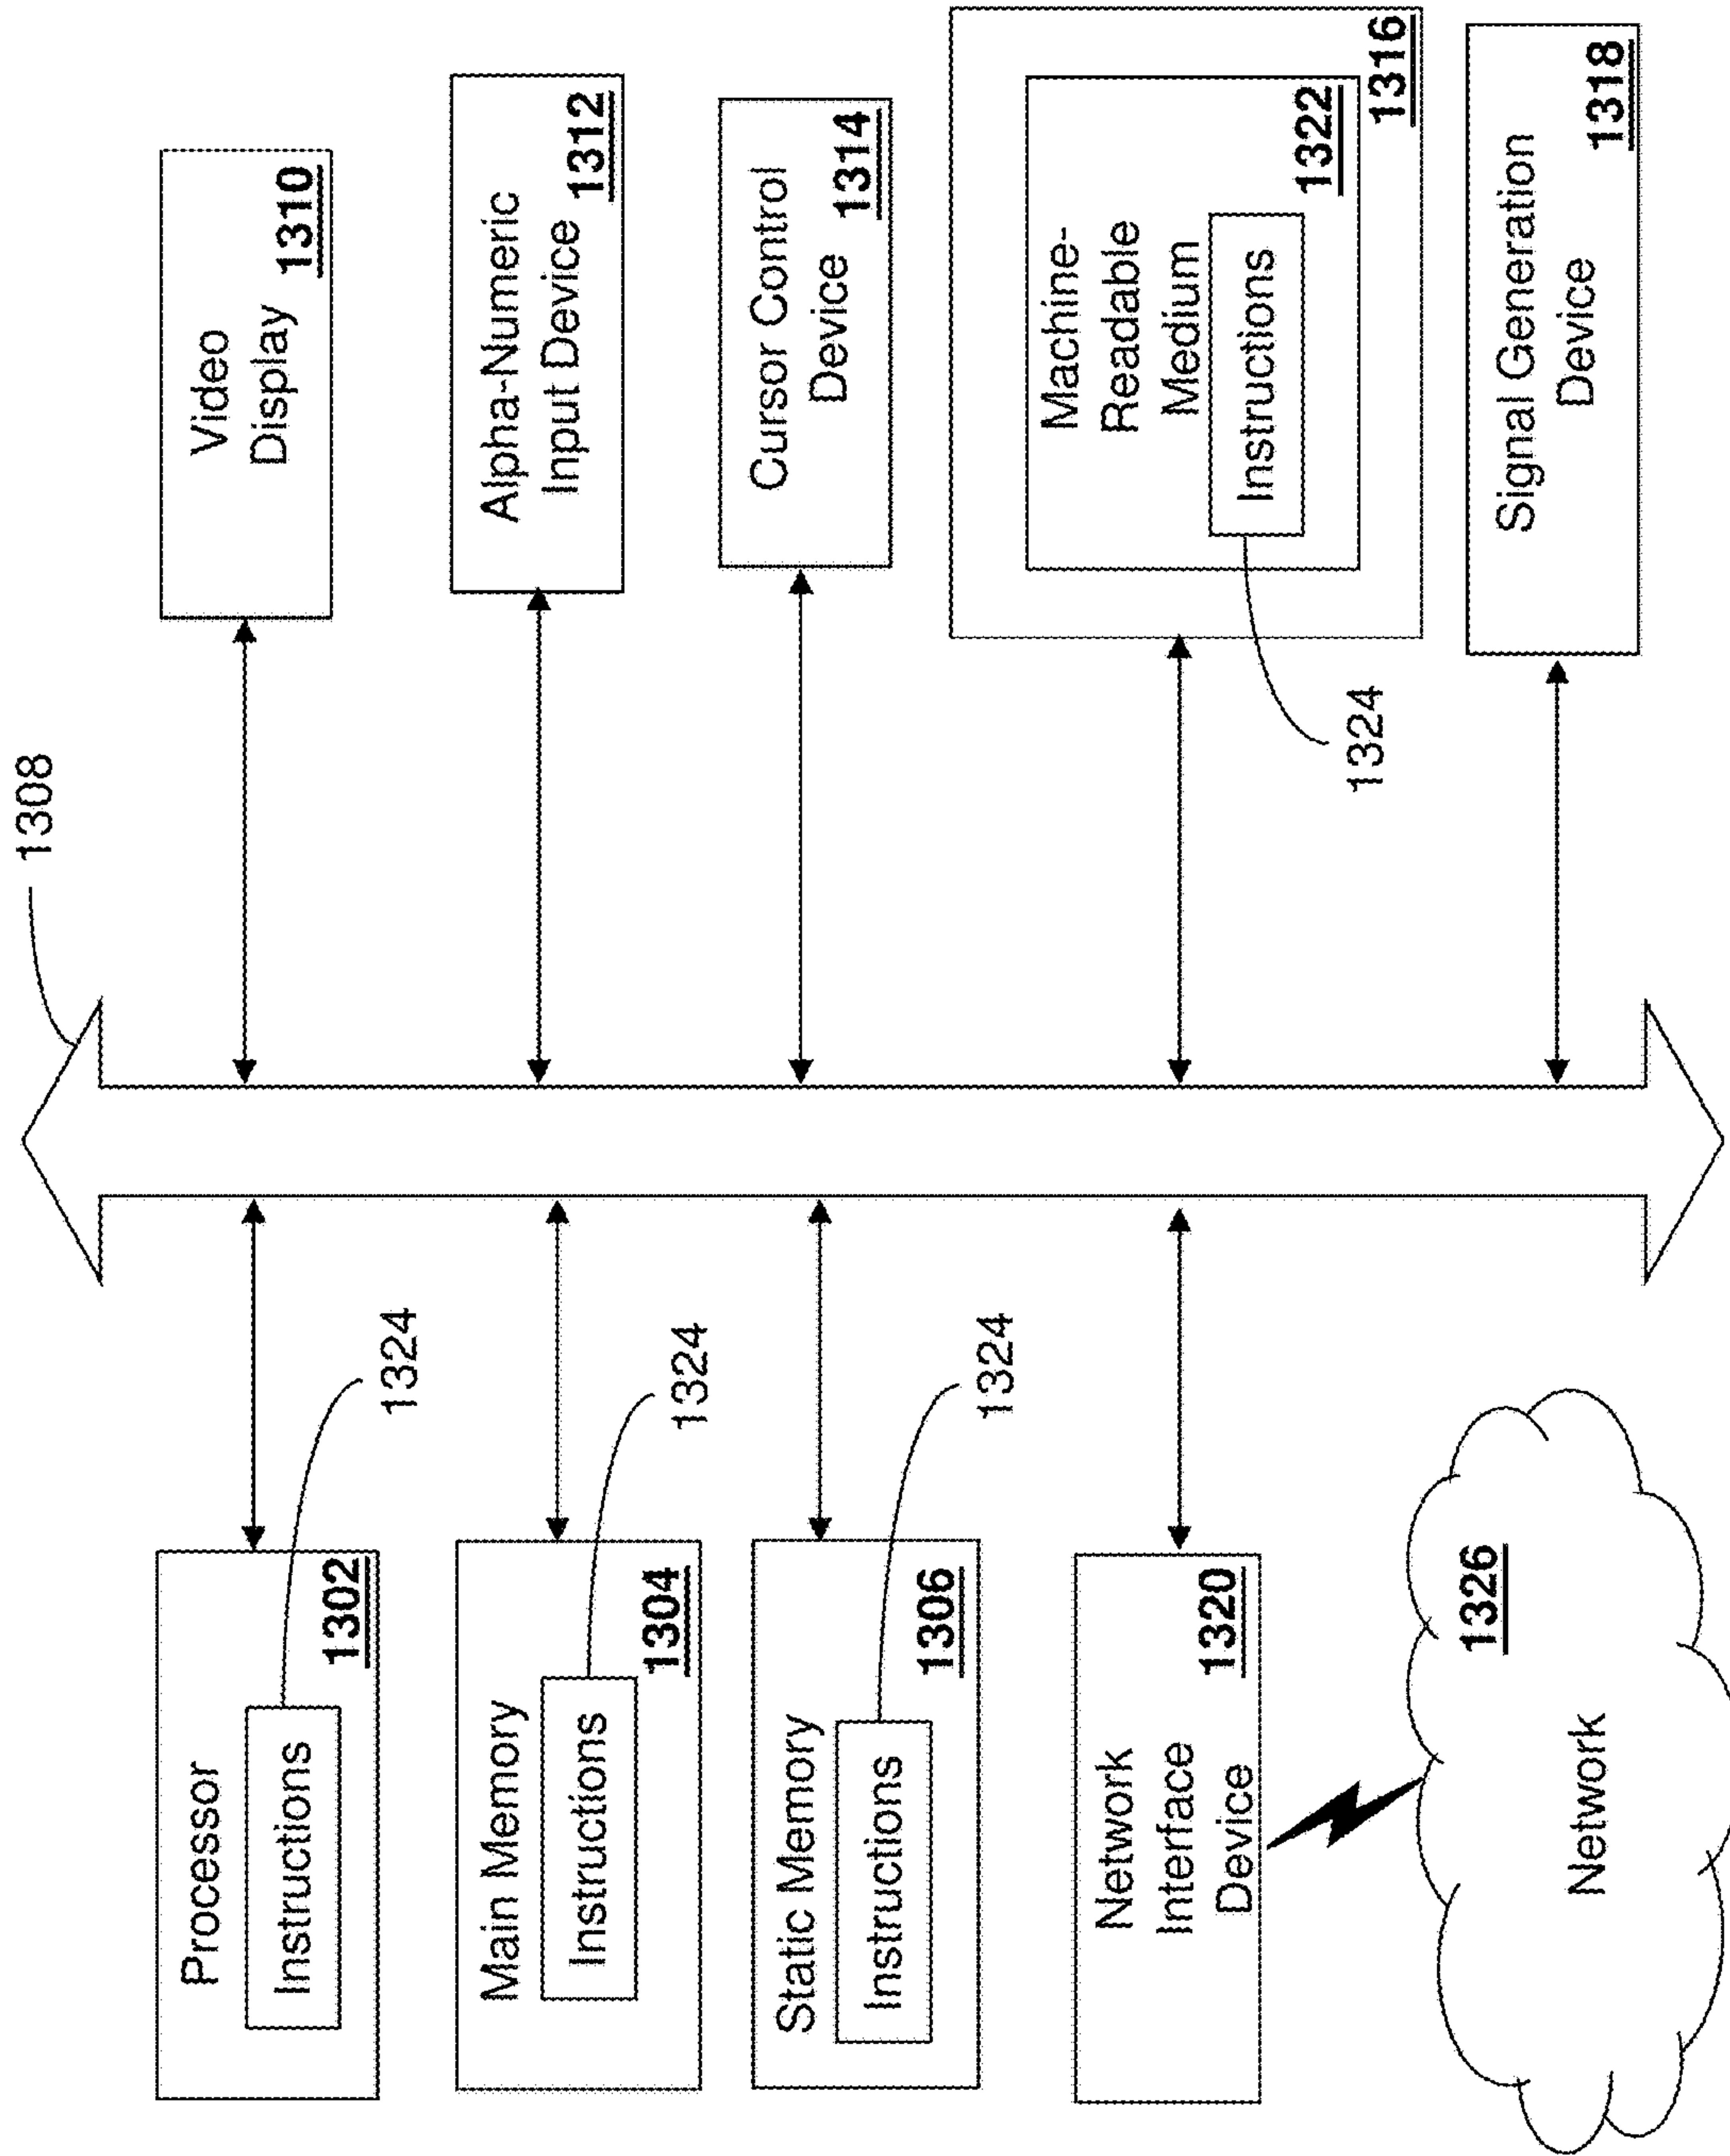 1308
Processor
Instructions
1302
1324
Main Memory
Instructions
1304
1324
Static Memory
Instructions
1306
1324
Network
Interface
Device
1320
1326
Network
Video
Display
1310
Alpha-Numeric
Input Device
1312
Cursor Control
Device
1314
Machine-
Readable
Medium
1322
Instructions
1316
1324
Signal Generation
Device
1318